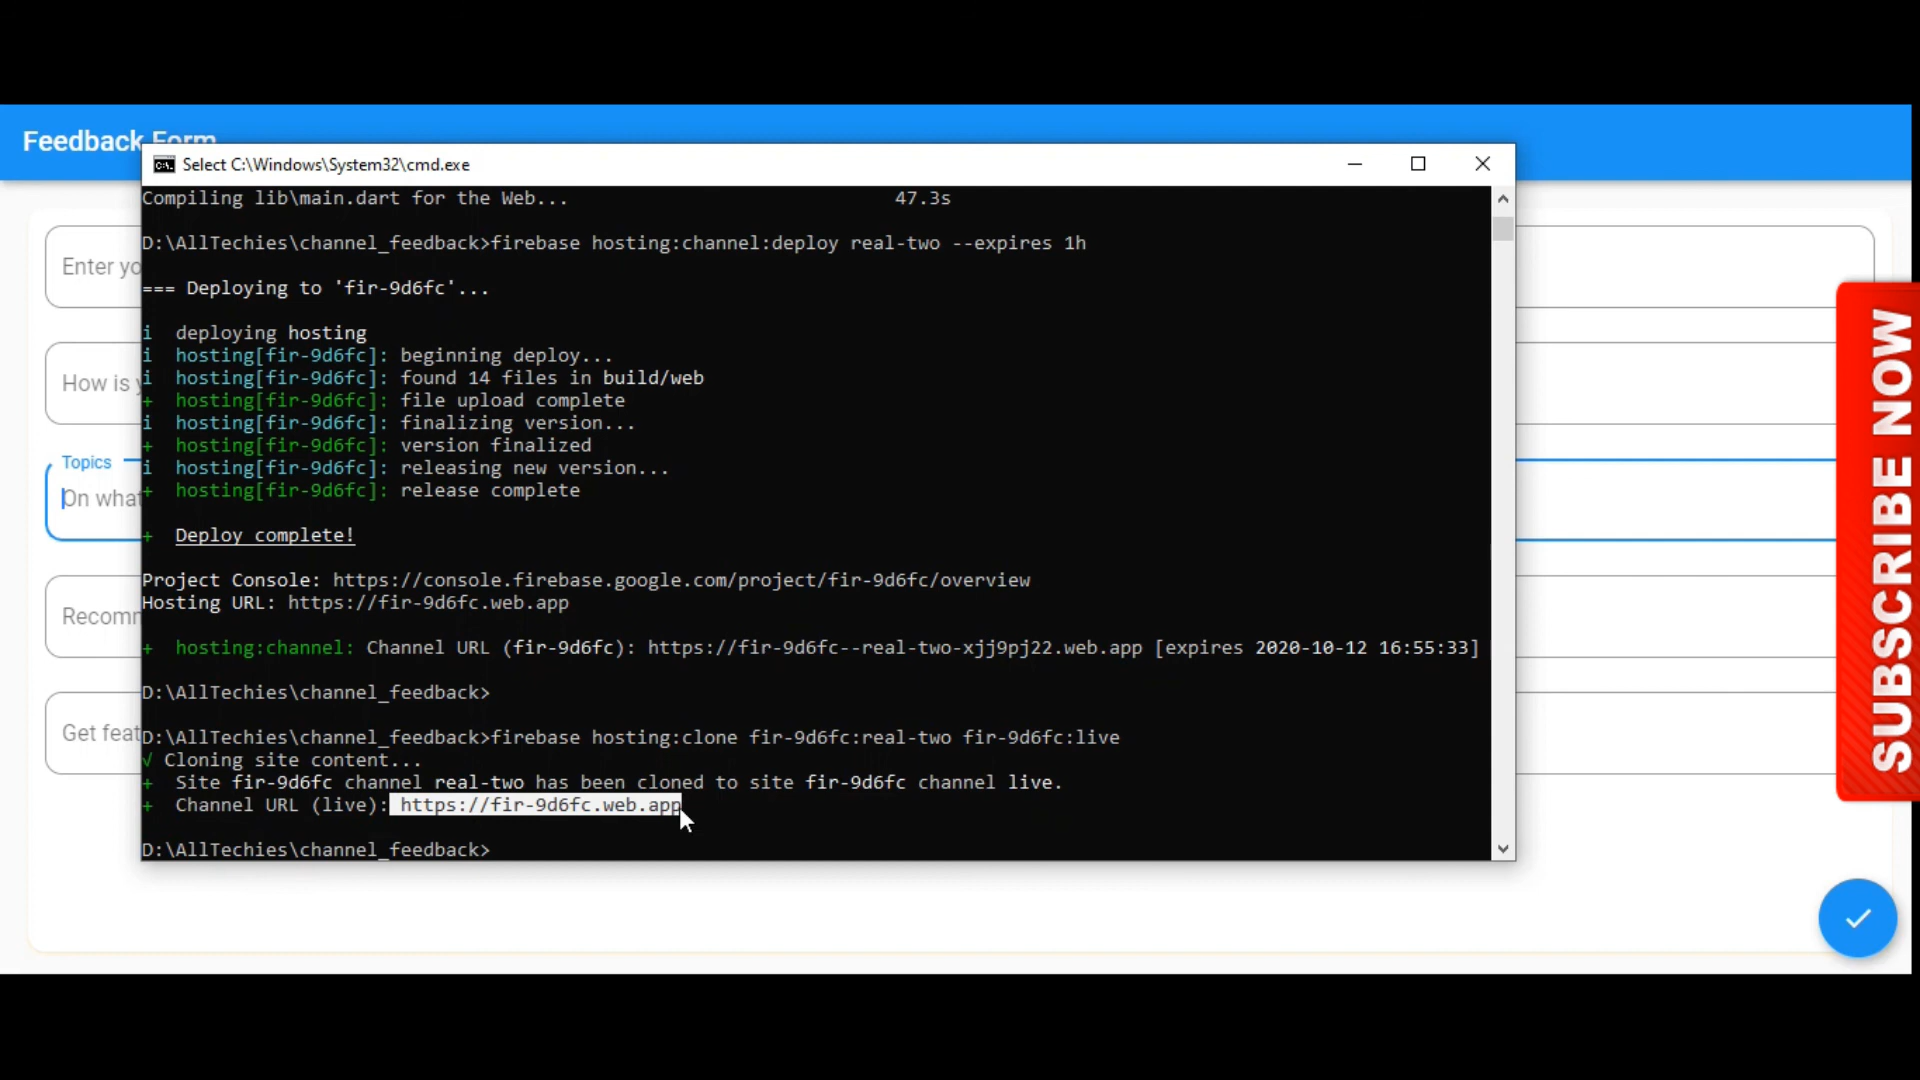 Feedback Form
Select C:\Windows\System32\cmd.exe
Compiling lib\main.dart for the Web... 47.3s
D:\AllTechies\channel_feedback>firebase hosting:channel:deploy real-two --expires 1h
=== Deploying to 'fir-9d6fc'...
i deploying hosting
i hosting[fir-9d6fc]: beginning deploy...
i hosting[fir-9d6fc]: found 14 files in build/web
+ hosting[fir-9d6fc]: file upload complete
i hosting[fir-9d6fc]: finalizing version...
+ hosting[fir-9d6fc]: version finalized
i hosting[fir-9d6fc]: releasing new version...
+ hosting[fir-9d6fc]: release complete
+ Deploy complete!
Project Console: https://console.firebase.google.com/project/fir-9d6fc/overview
Hosting URL: https://fir-9d6fc.web.app
+ hosting:channel: Channel URL (fir-9d6fc): https://fir-9d6fc--real-two-xjj9pj22.web.app [expires 2020-10-12 16:55:33]
D:\AllTechies\channel_feedback>
D:\AllTechies\channel_feedback>firebase hosting:clone fir-9d6fc:real-two fir-9d6fc:live
√ Cloning site content...
+ Site fir-9d6fc channel real-two has been cloned to site fir-9d6fc channel live.
+ Channel URL (live): https://fir-9d6fc.web.app
D:\AllTechies\channel_feedback>
Enter yo
How is
Topics
On what
Recomm
Get feat
SUBSCRIBE NOW